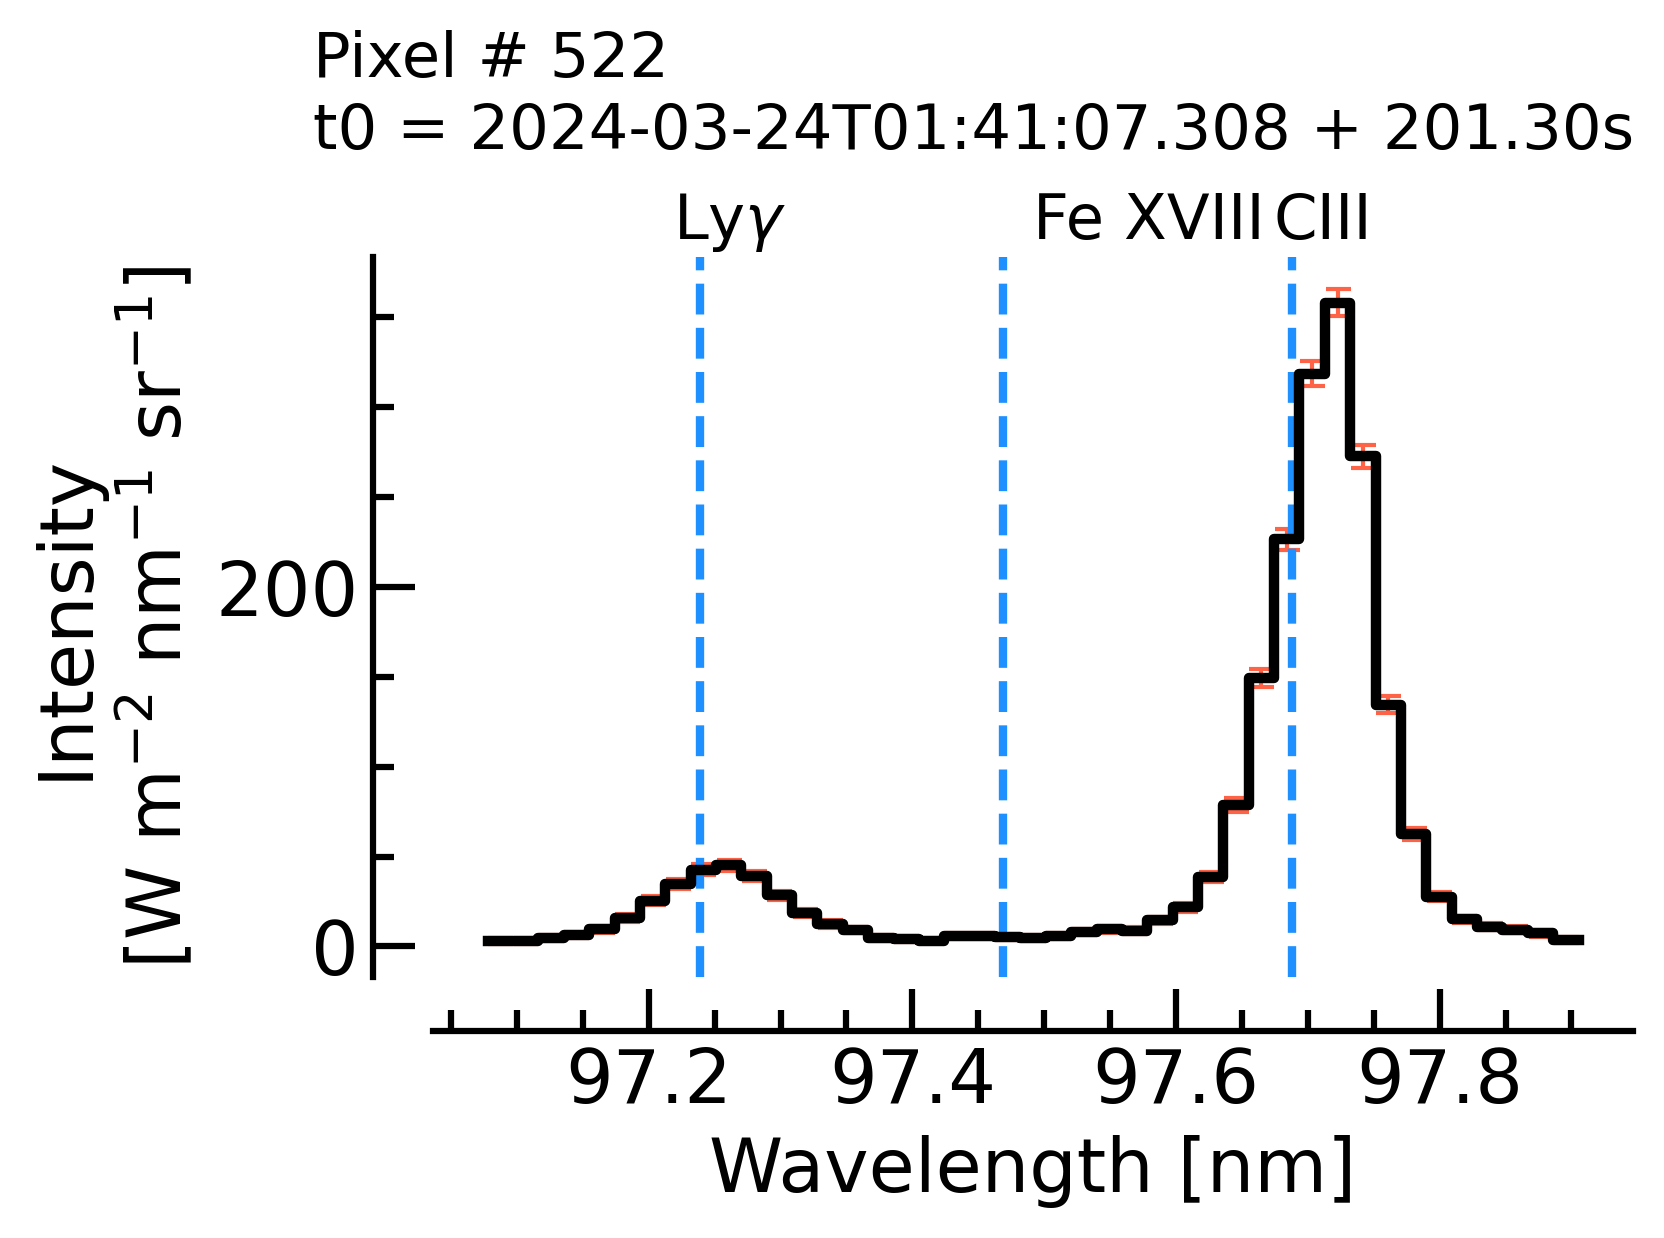 Pixel # 522
t0 = 2024-03-24T01:41:07.308 + 201.30s
Lyγ Fe XVIII CIII
Intensity
[W m⁻² nm⁻¹ sr⁻¹]
200
0
97.2 97.4 97.6 97.8
Wavelength [nm]